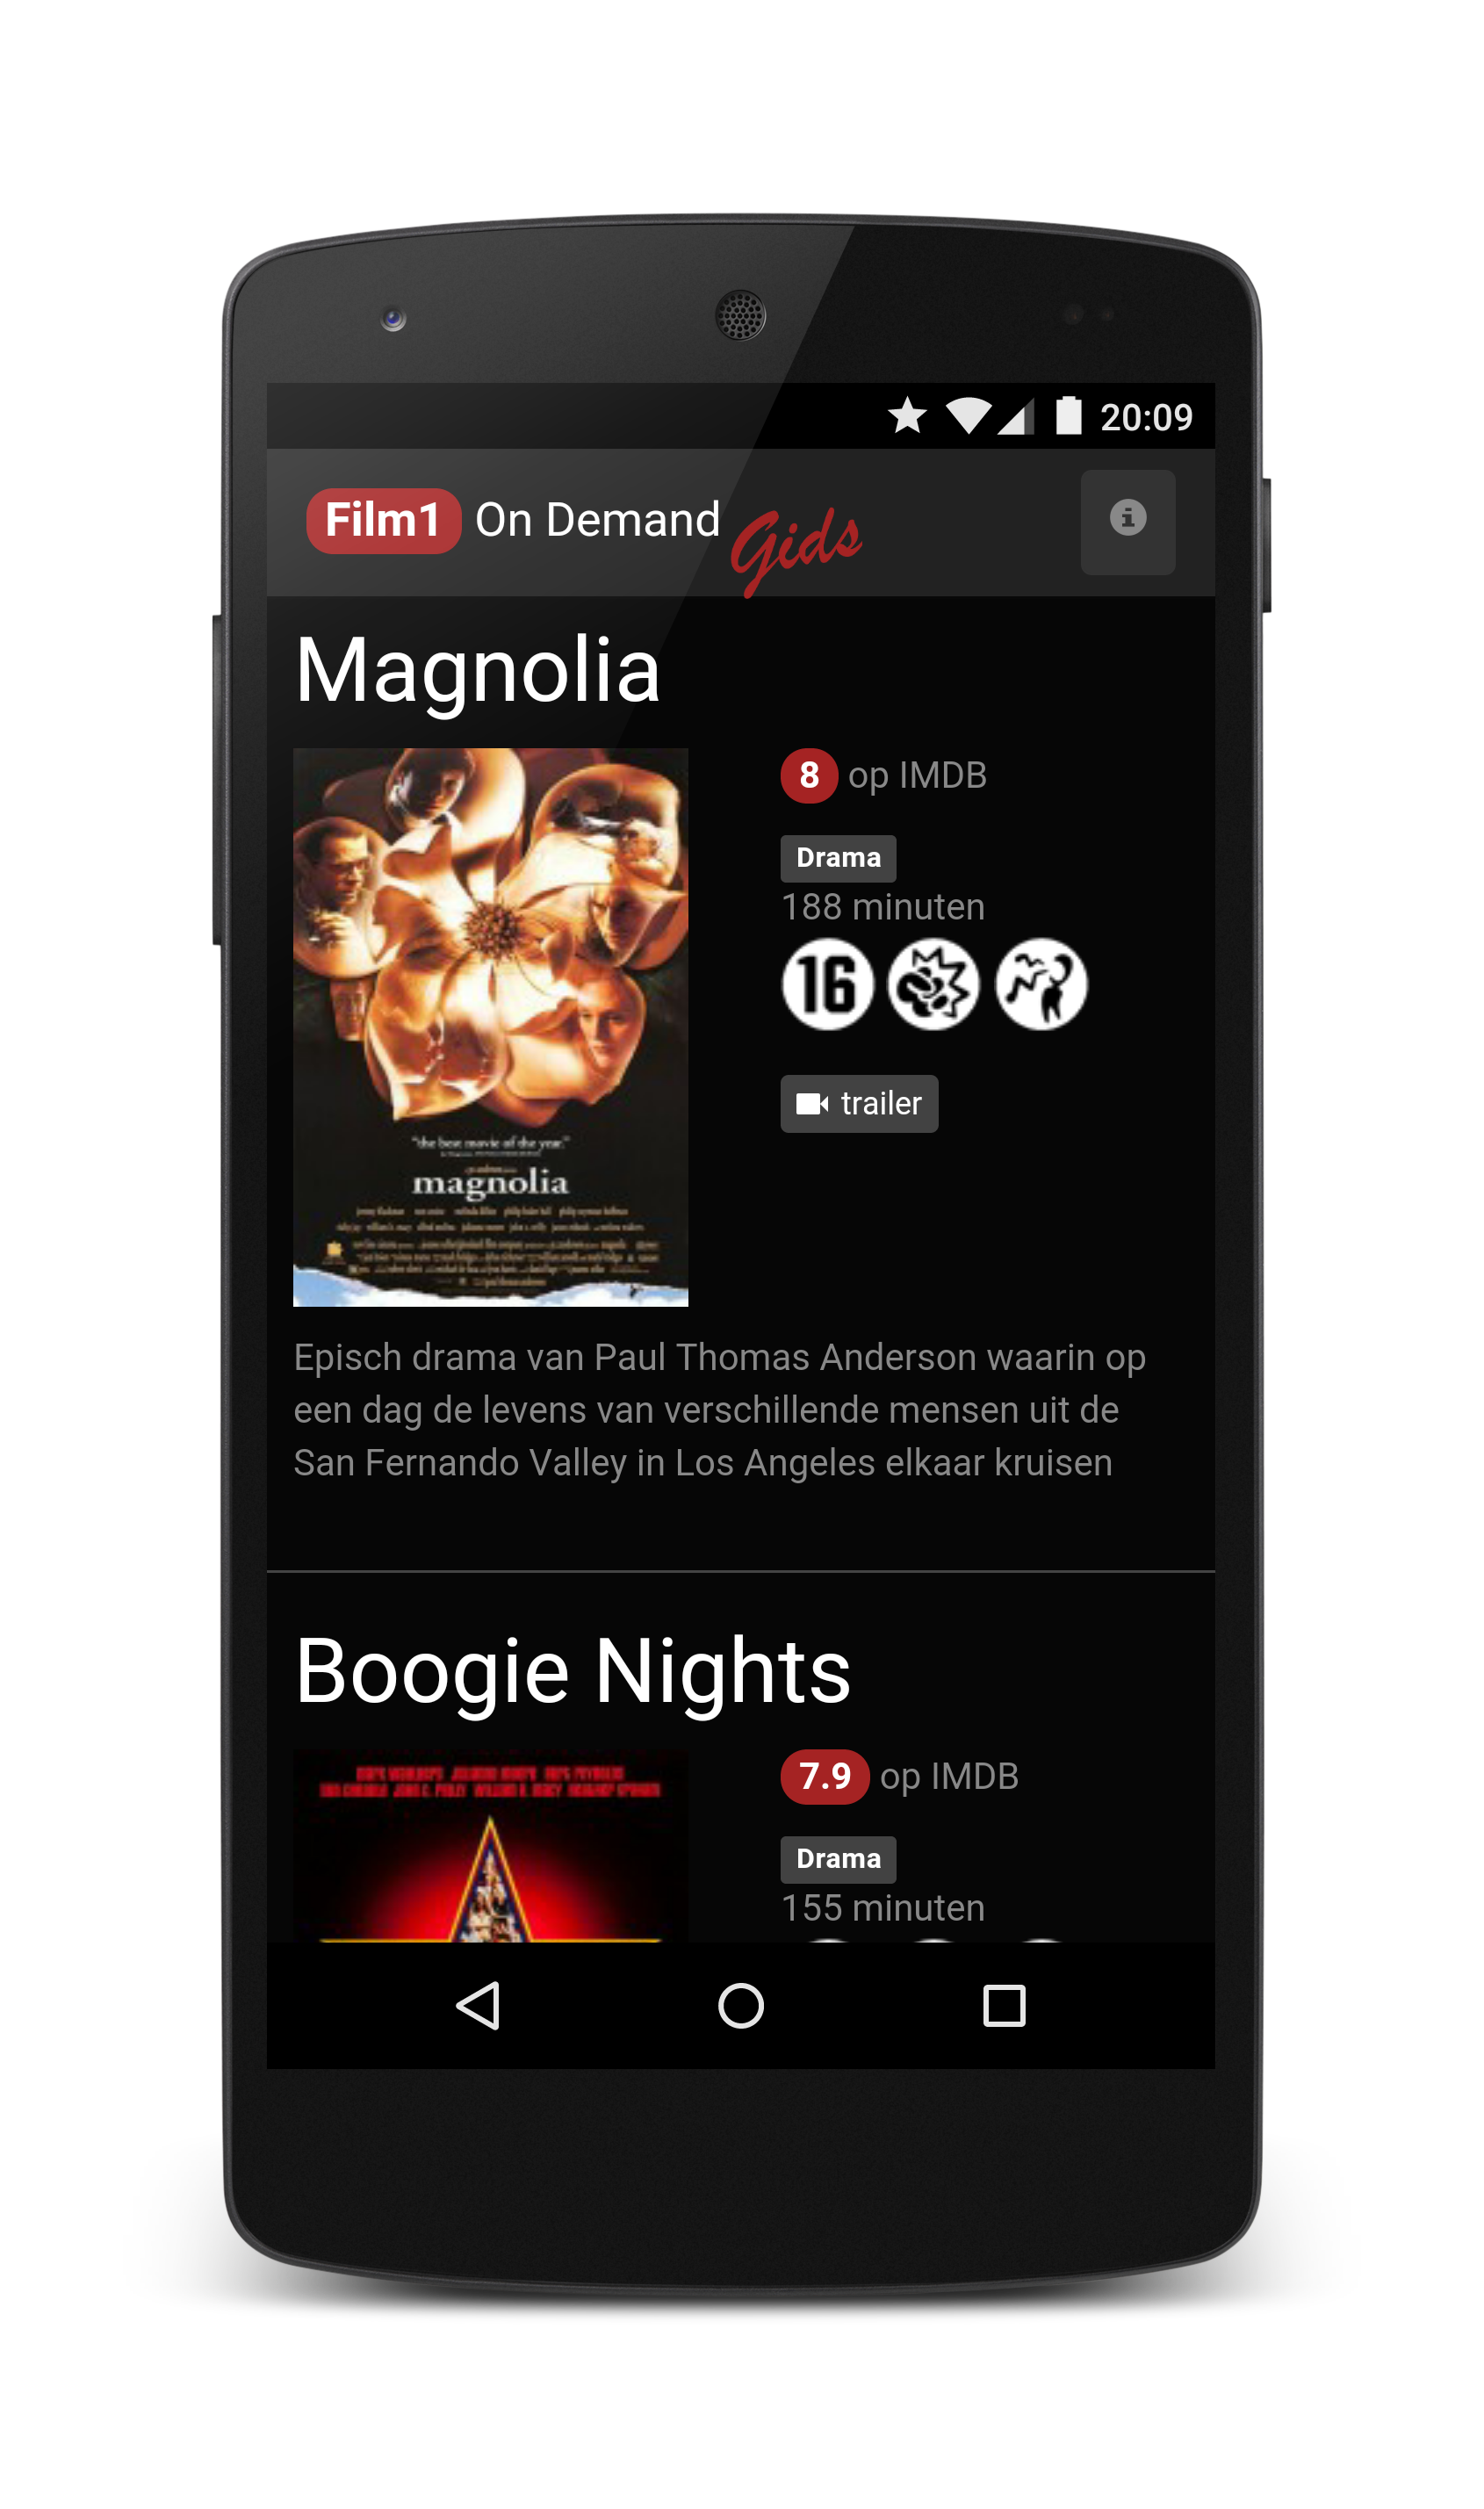 20:09
Film1 On Demand Gids
Magnolia
8 op IMDB
Drama
188 minuten
16
trailer
"the best movie of the year."
magnolia
Episch drama van Paul Thomas Anderson waarin op
een dag de levens van verschillende mensen uit de
San Fernando Valley in Los Angeles elkaar kruisen
Boogie Nights
7.9 op IMDB
Drama
155 minuten